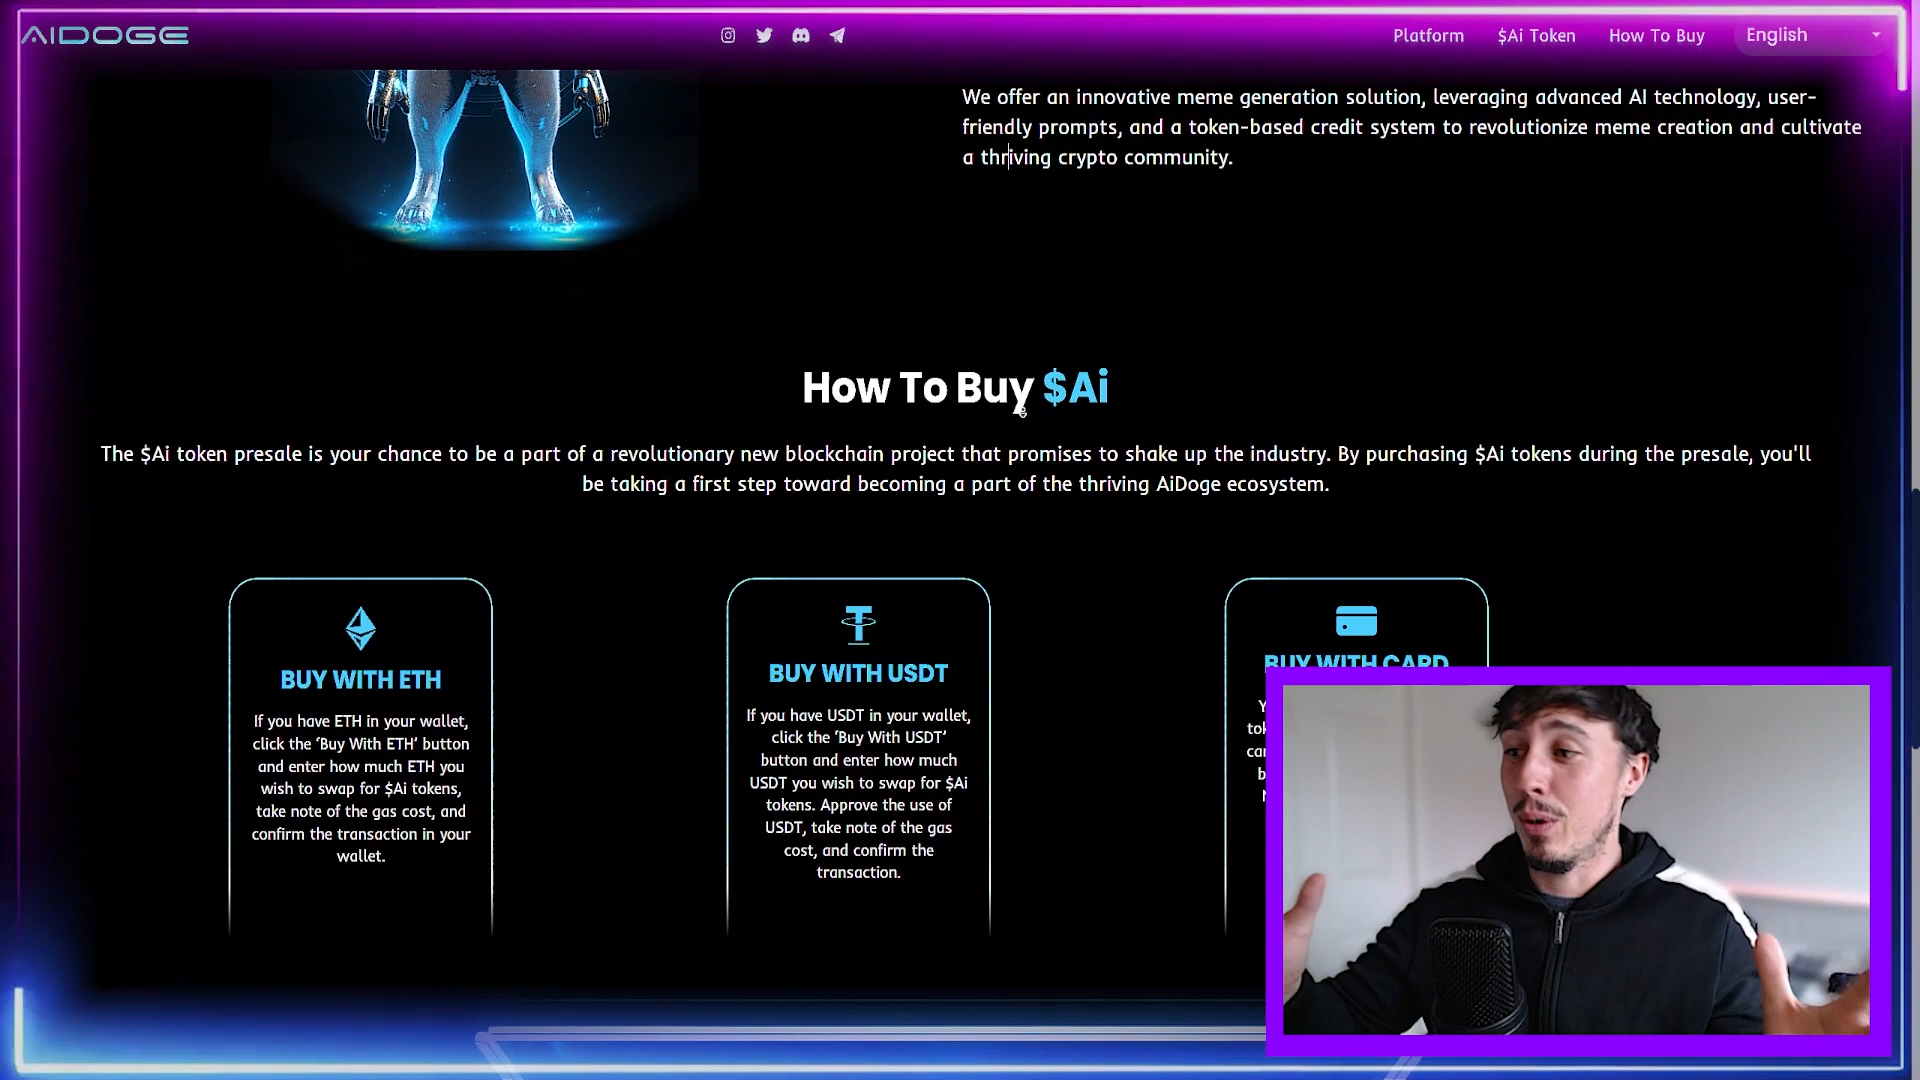 AIDOGE
Platform
$Ai Token
How To Buy
English
We offer an innovative meme generation solution, leveraging advanced AI technology, user-
friendly prompts, and a token-based credit system to revolutionize meme creation and cultivate
a thriving crypto community.
How To Buy $Ai
The $Ai token presale is your chance to be a part of a revolutionary new blockchain project that promises to shake up the industry. By purchasing $Ai tokens during the presale, you'll
be taking a first step toward becoming a part of the thriving AiDoge ecosystem.
BUY WITH ETH
If you have ETH in your wallet,
click the ‘Buy With ETH’ button
and enter how much ETH you
wish to swap for $Ai tokens,
take note of the gas cost, and
confirm the transaction in your
wallet.
BUY WITH USDT
If you have USDT in your wallet,
click the ‘Buy With USDT’
button and enter how much
USDT you wish to swap for $Ai
tokens. Approve the use of
USDT, take note of the gas
cost, and confirm the
transaction.
BUY WITH CARD